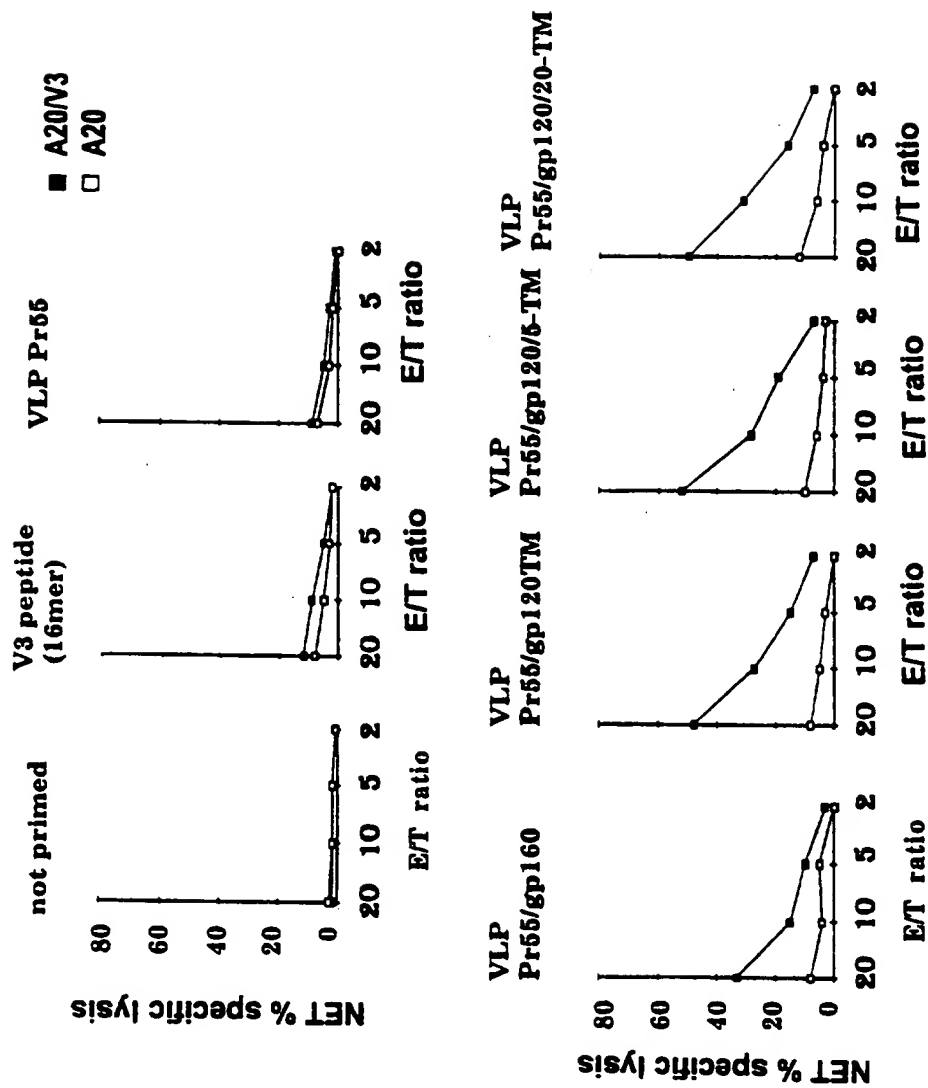 ■ A20/V3
□ A20
not primed
V3 peptide
(16mer)
VLP Pr55
NET % specific lysis
80
60
40
20
0
20 10 5 2
E/T ratio
20 10 5 2
E/T ratio
20 10 5 2
E/T ratio
VLP
Pr55/gp160
VLP
Pr55/gp120TM
VLP
Pr55/gp120/5-TM
VLP
Pr55/gp120/20-TM
NET % specific lysis
80
60
40
20
0
20 10 5 2
E/T ratio
20 10 5 2
E/T ratio
20 10 5 2
E/T ratio
20 10 5 2
E/T ratio